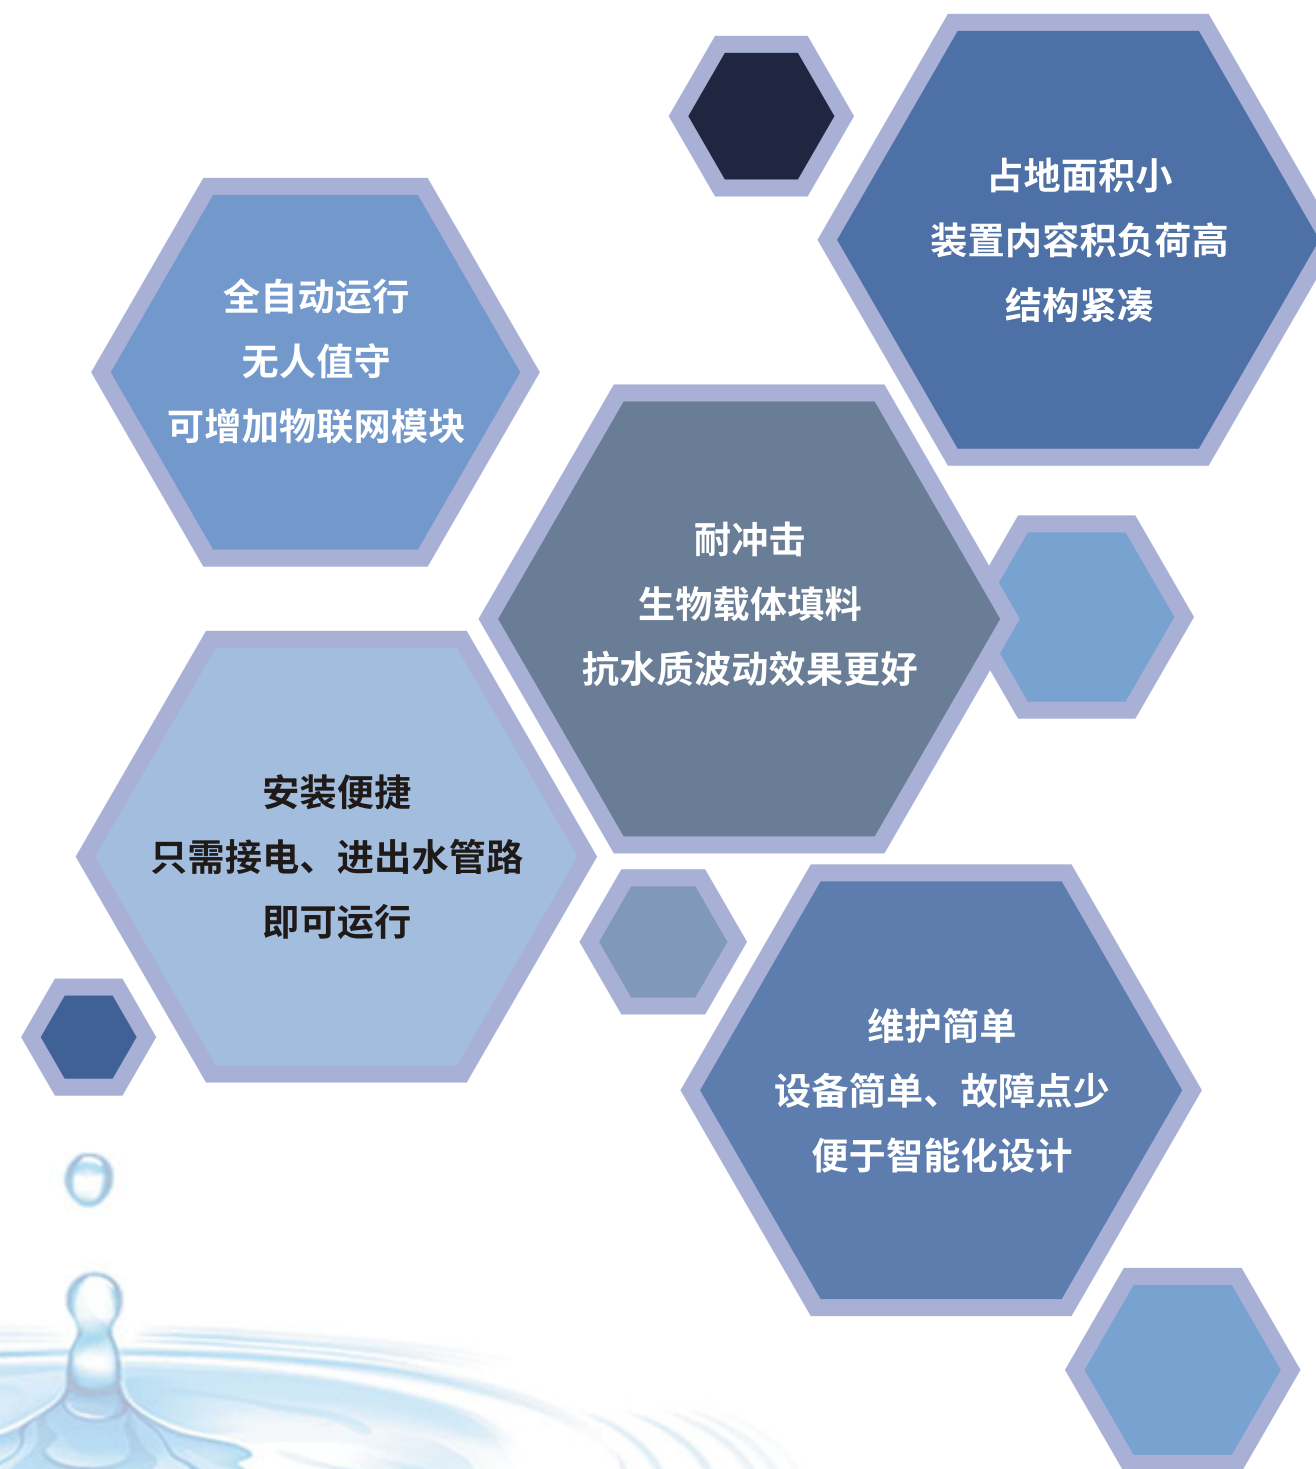 占地面积小
装置内容积负荷高
结构紧凑
全自动运行
无人值守
可增加物联网模块
耐冲击
生物载体填料
抗水质波动效果更好
安装便捷
只需接电、进出水管路
即可运行
维护简单
设备简单、故障点少
便于智能化设计